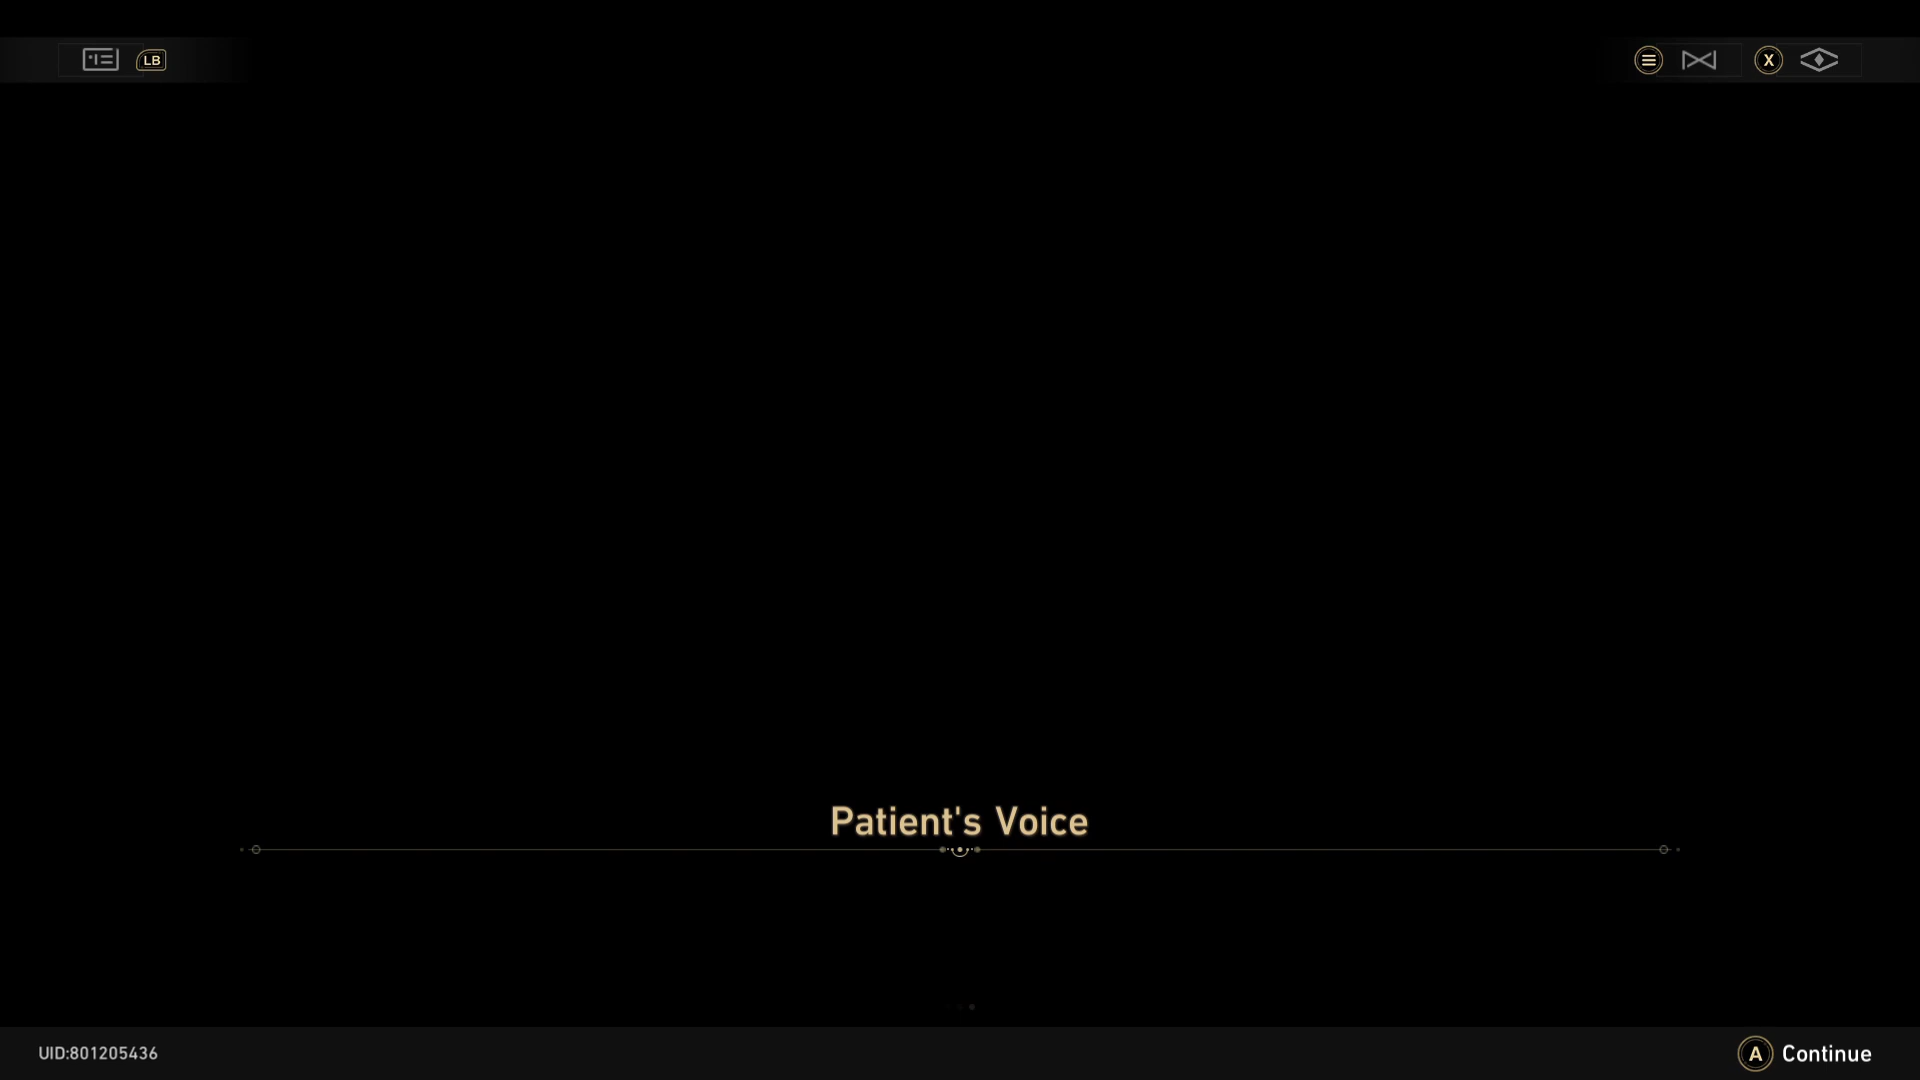 LB
X
Patient's Voice
UID:801205436
A Continue